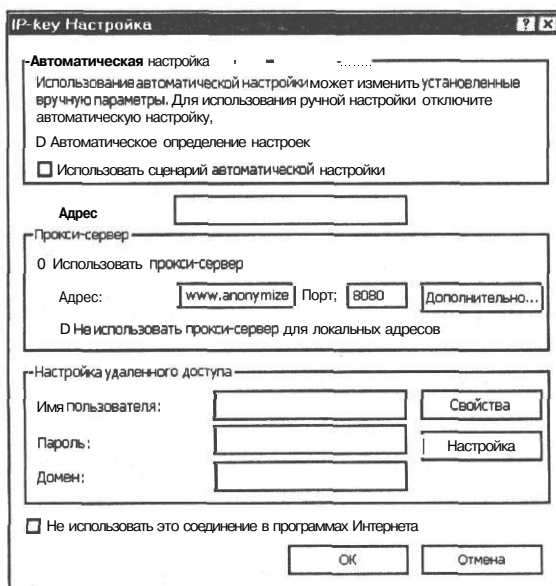 IP-key Настройка
Автоматическая настройка
Использование автоматической настройки может изменить установленные
вручную параметры. Для использования ручной настройки отключите
автоматическую настройку,
D Автоматическое определение настроек
Использовать сценарий автоматической настройки
Адрес
Прокси-сервер
0 Использовать прокси-сервер
Адрес: www.anonymize Порт; 8080 Дополнительно...
D Не использовать прокси-сервер для локальных адресов
Настройка удаленного доступа
Имя пользователя: Свойства
Пароль: Настройка
Домен:
Не использовать это соединение в программах Интернета
OK Отмена